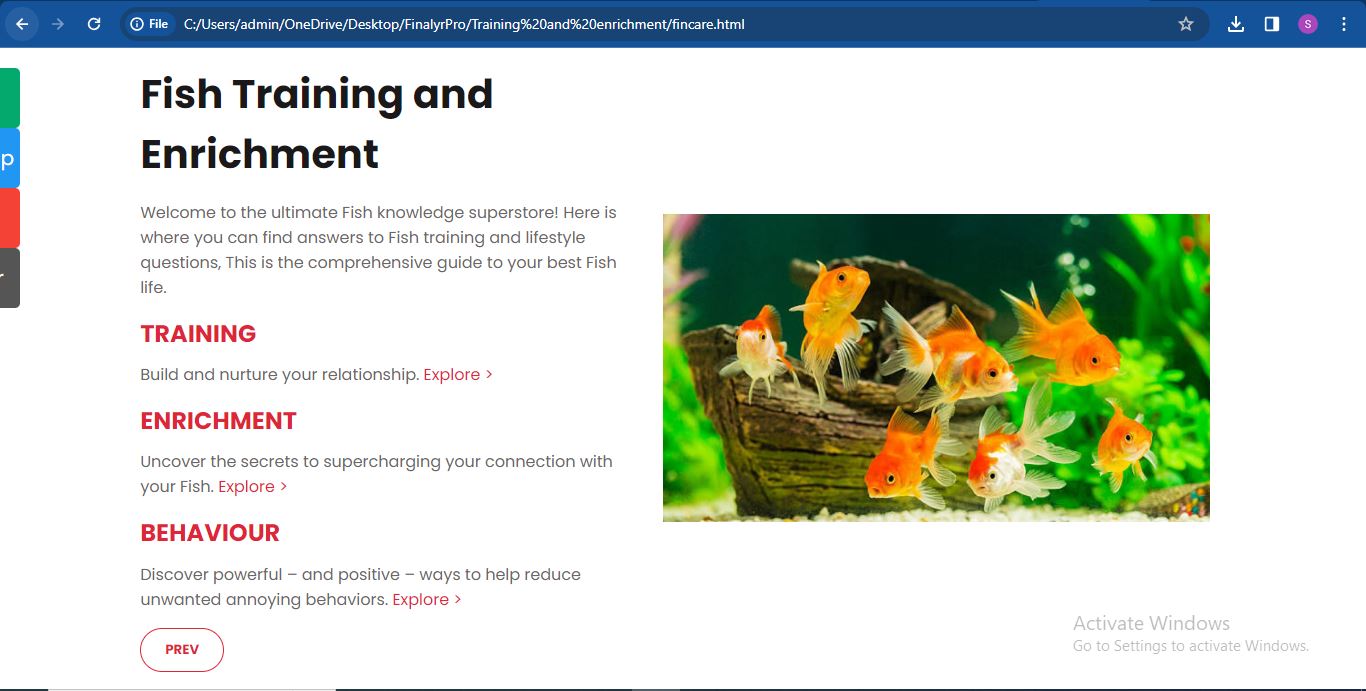 File C:/Users/admin/OneDrive/Desktop/FinalyrPro/Training%20and%20enrichment/fincare.html
S
p
r
Fish Training and
Enrichment
Welcome to the ultimate Fish knowledge superstore! Here is
where you can find answers to Fish training and lifestyle
questions, This is the comprehensive guide to your best Fish
life.
TRAINING
Build and nurture your relationship. Explore >
ENRICHMENT
Uncover the secrets to supercharging your connection with
your Fish. Explore >
BEHAVIOUR
Discover powerful – and positive – ways to help reduce
unwanted annoying behaviors. Explore >
PREV
Activate Windows
Go to Settings to activate Windows.